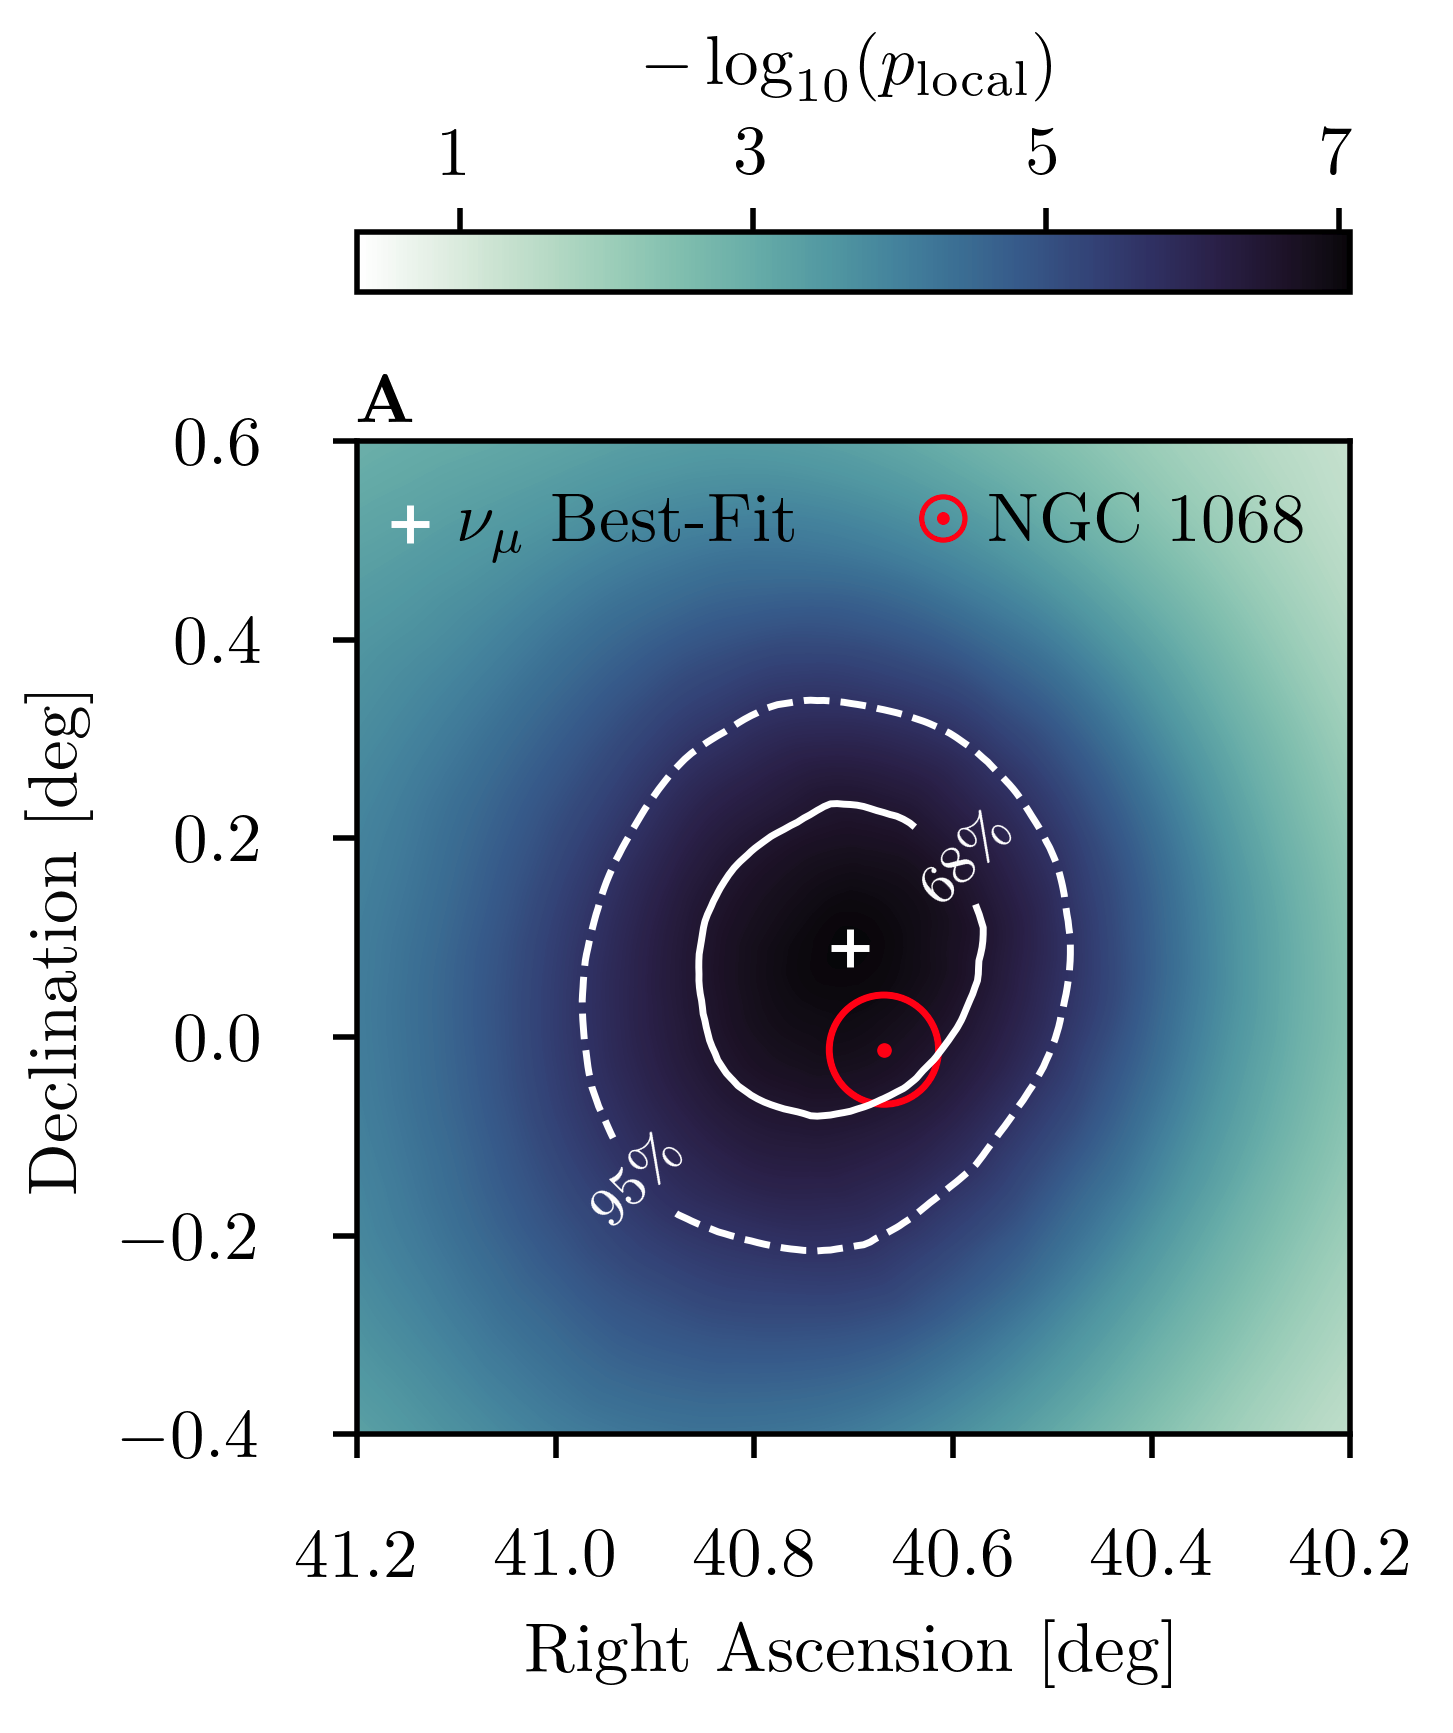 − log₁₀(p_local)
1 3 5 7
A
0.6
ν_μ Best-Fit NGC 1068
0.4
0.2
68%
0.0
95%
−0.2
−0.4
Declination [deg]
41.2 41.0 40.8 40.6 40.4 40.2
Right Ascension [deg]